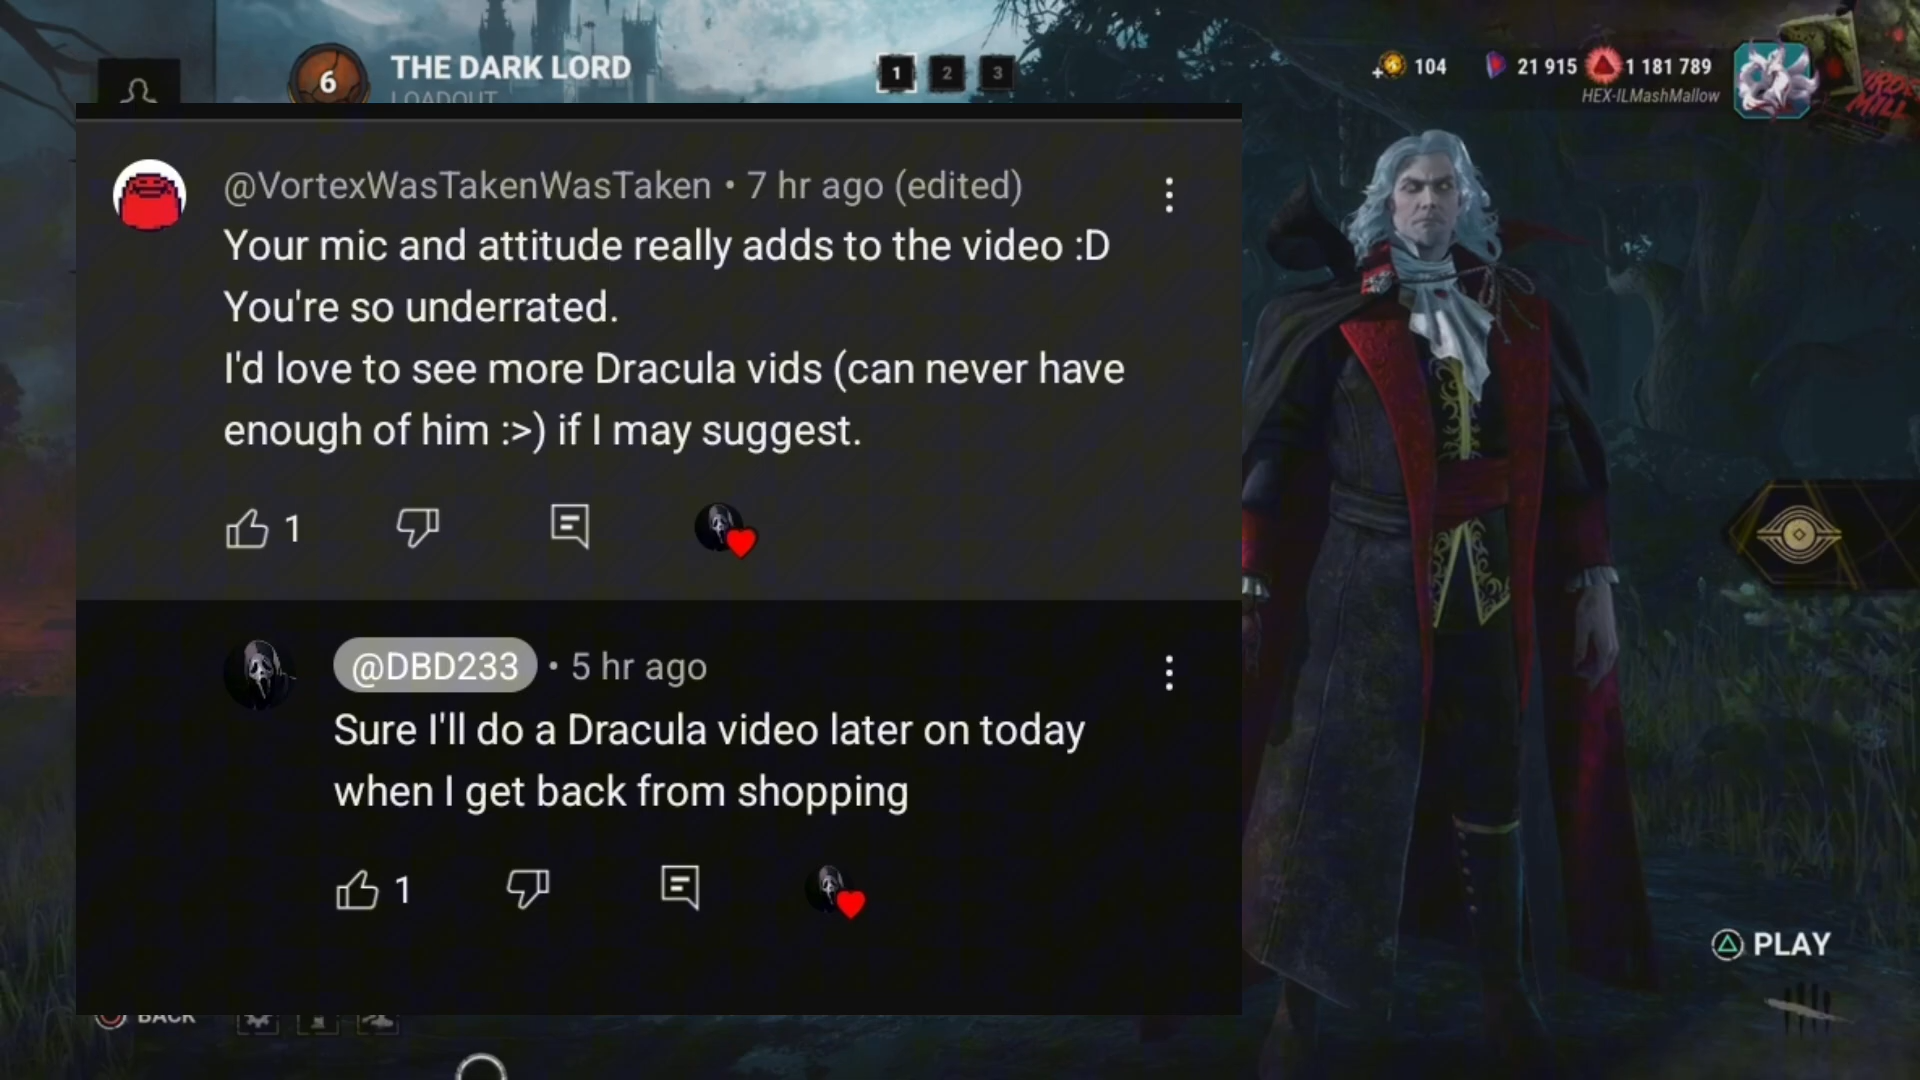 6
THE DARK LORD
LOADOUT
1 2 3
104
21 915
1 181 789
HEX-ILMashMallow
MILL
@VortexWasTakenWasTaken • 7 hr ago (edited)
Your mic and attitude really adds to the video :D
You're so underrated.
I'd love to see more Dracula vids (can never have
enough of him :>) if I may suggest.
1
@DBD233 • 5 hr ago
Sure I'll do a Dracula video later on today
when I get back from shopping
1
PLAY
BACK